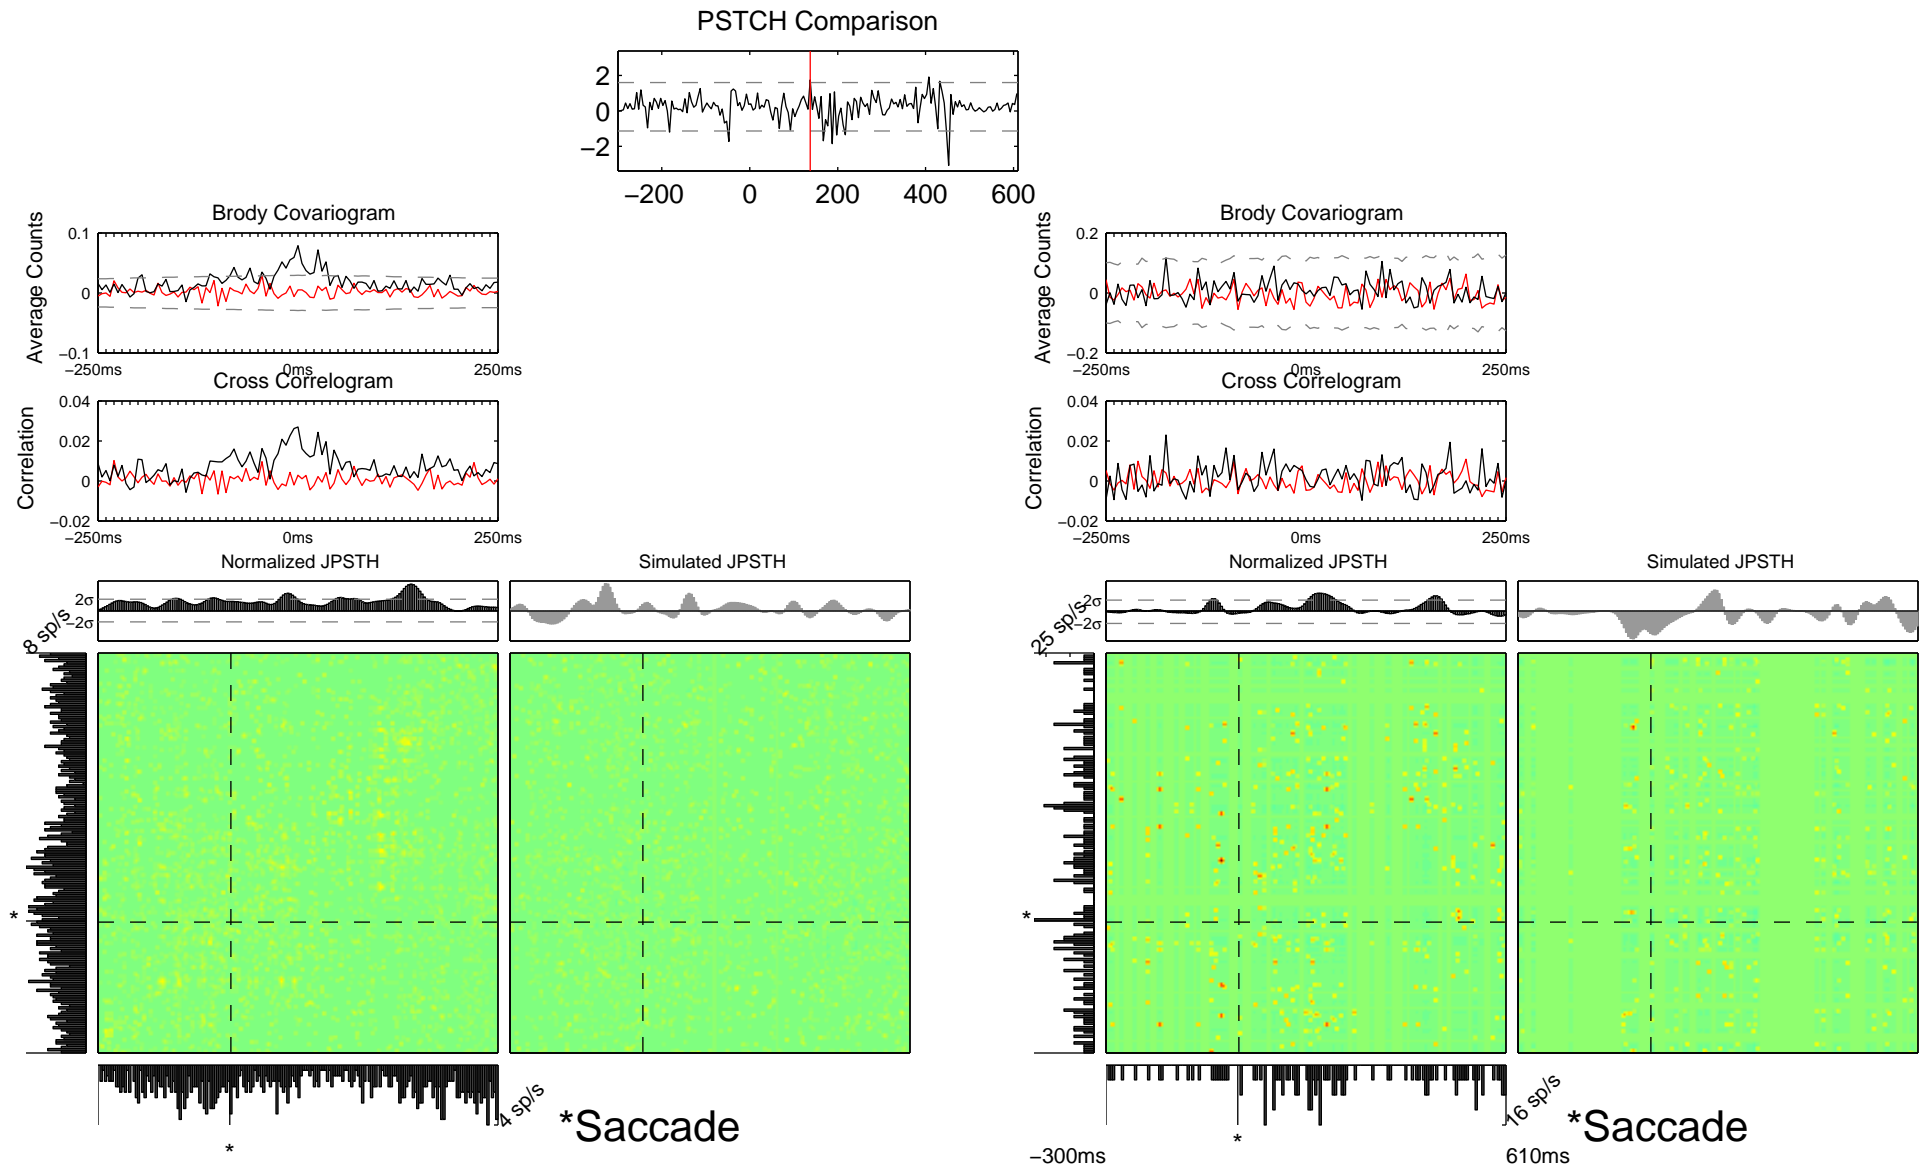 PSTCH Comparison
2
0
−2
−200 0 200 400 600
Brody Covariogram
Average Counts
0.1
0
−0.1
−250ms 0ms 250ms
Cross Correlogram
Correlation
0.04
0.02
0
−0.02
−250ms 0ms 250ms
Normalized JPSTH
Simulated JPSTH
2σ
−2σ
8 sp/s
*
*
4 sp/s
*Saccade
Brody Covariogram
Average Counts
0.2
0
−0.2
−250ms 0ms 250ms
Cross Correlogram
Correlation
0.04
0.02
0
−0.02
−250ms 0ms 250ms
Normalized JPSTH
Simulated JPSTH
2σ
−2σ
25 sp/s
*
*
16 sp/s
*Saccade
−300ms 610ms